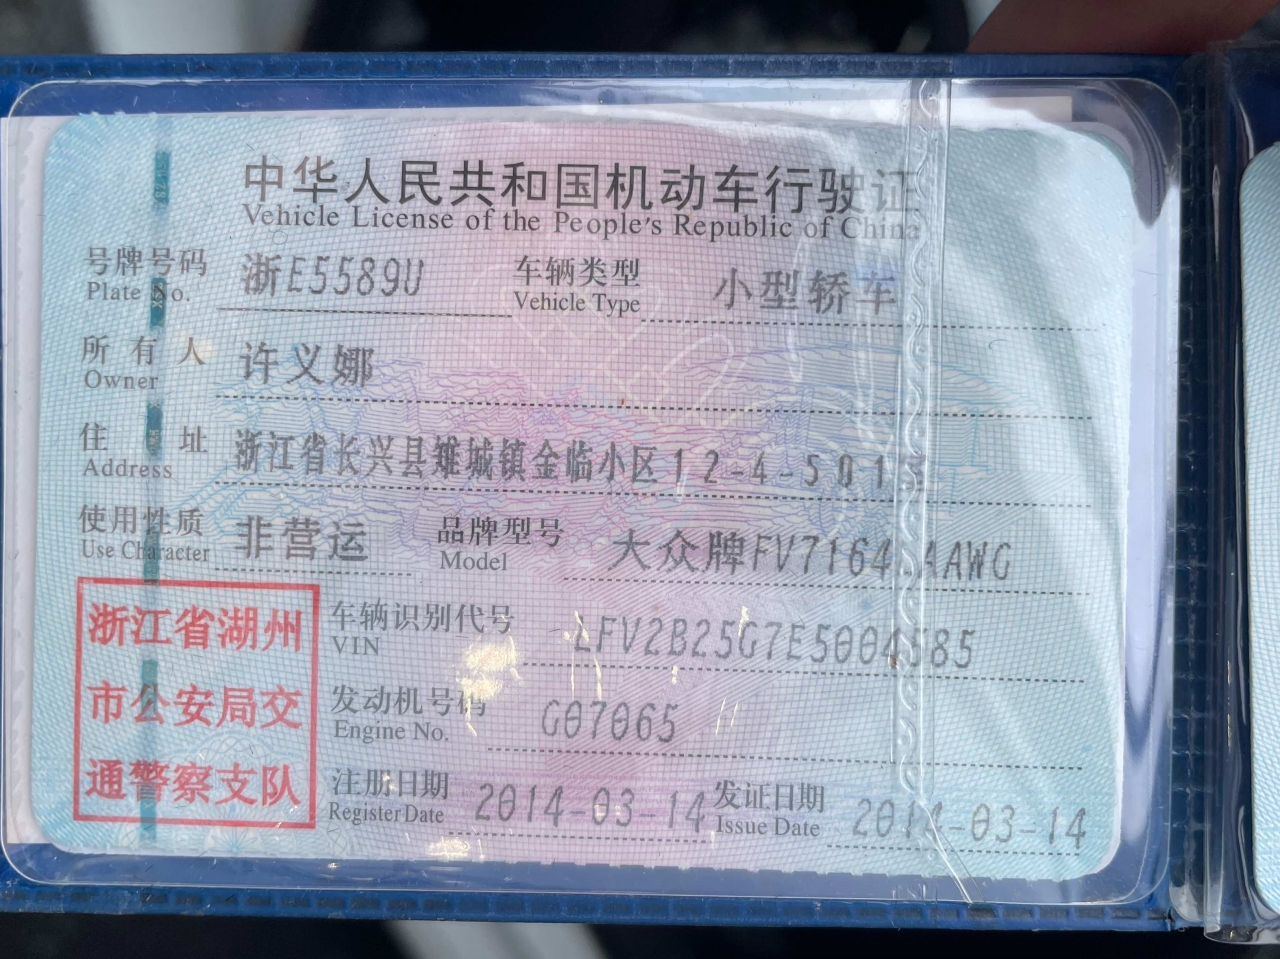 中华人民共和国机动车行驶证
Vehicle License of the People's Republic of China
号牌号码 浙E5589U 车辆类型 小型轿车
Plate No. Vehicle Type
所有人 许义娜
Owner
住址 浙江省长兴县雉城镇金临小区12-4-501
Address
使用性质 非营运 品牌型号 大众牌FV7164 AAWG
Use Character Model
浙江省湖州
市公安局交
通警察支队
车辆识别代号 LFV2B25G7E5004585
VIN
发动机号码 G07065
Engine No.
注册日期 2014-03-14 发证日期 2014-03-14
Register Date Issue Date